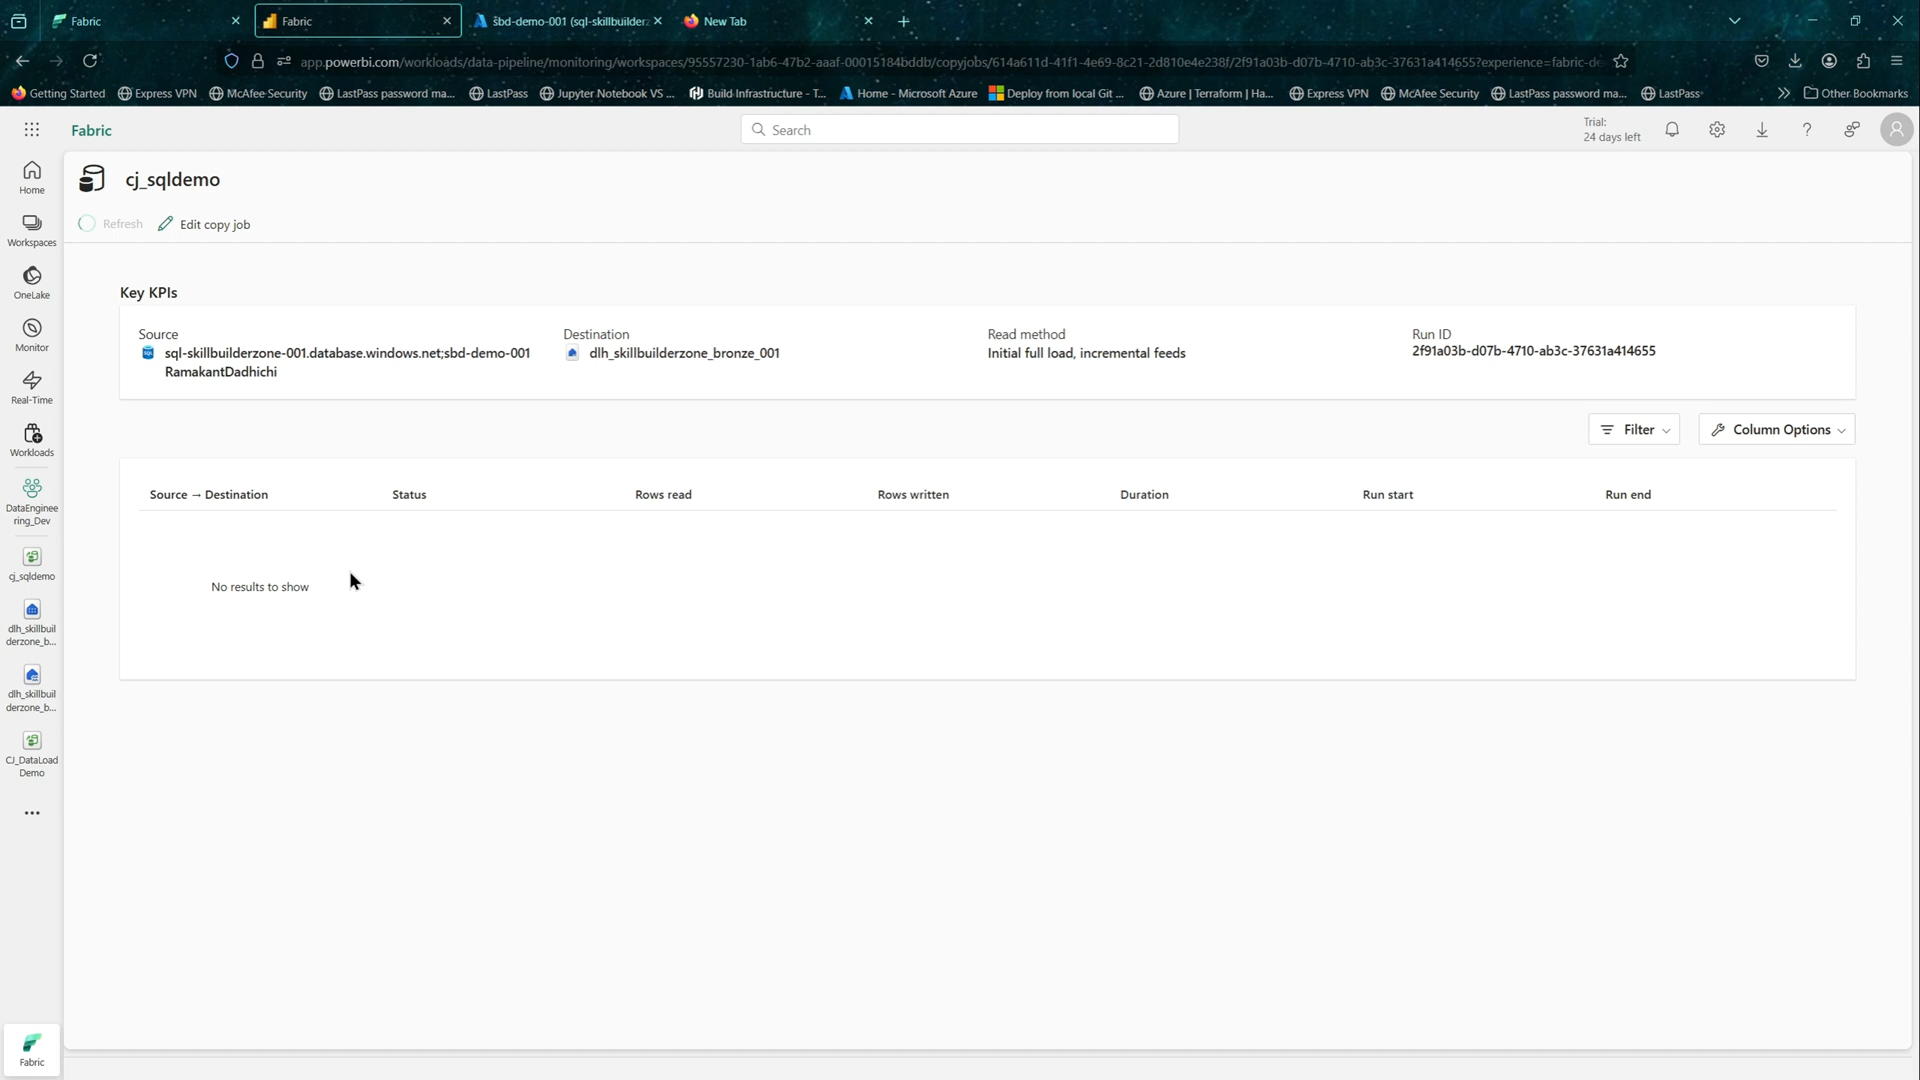 Fabric
Fabric
sbd-demo-001 (sql-skillbuilder
New Tab
app.powerbi.com/workloads/data-pipeline/monitoring/workspaces/95557230-1ab6-47b2-aaaf-00015184bddb/copyjobs/614a611d-41f1-4e69-8c21-2d810e4e238f/2f91a03b-d07b-4710-ab3c-37631a414655?experience=fabric-de
Getting Started
Express VPN
McAfee Security
LastPass password ma...
LastPass
Jupyter Notebook VS ...
Build Infrastructure - T...
Home - Microsoft Azure
Deploy from local Git ...
Azure | Terraform | Ha...
Express VPN
McAfee Security
LastPass password ma...
LastPass
Other Bookmarks
Fabric
Search
Trial:
24 days left
Home
Workspaces
OneLake
Monitor
Real-Time
Workloads
DataEnginee
ring_Dev
cj_sqldemo
dlh_skillbuil
derzone_b...
dlh_skillbuil
derzone_b...
CJ_DataLoad
Demo
Fabric
cj_sqldemo
Refresh
Edit copy job
Key KPIs
Source
SQL
sql-skillbuilderzone-001.database.windows.net;sbd-demo-001
RamakantDadhichi
Destination
dlh_skillbuilderzone_bronze_001
Read method
Initial full load, incremental feeds
Run ID
2f91a03b-d07b-4710-ab3c-37631a414655
Filter
Column Options
Source → Destination
Status
Rows read
Rows written
Duration
Run start
Run end
No results to show